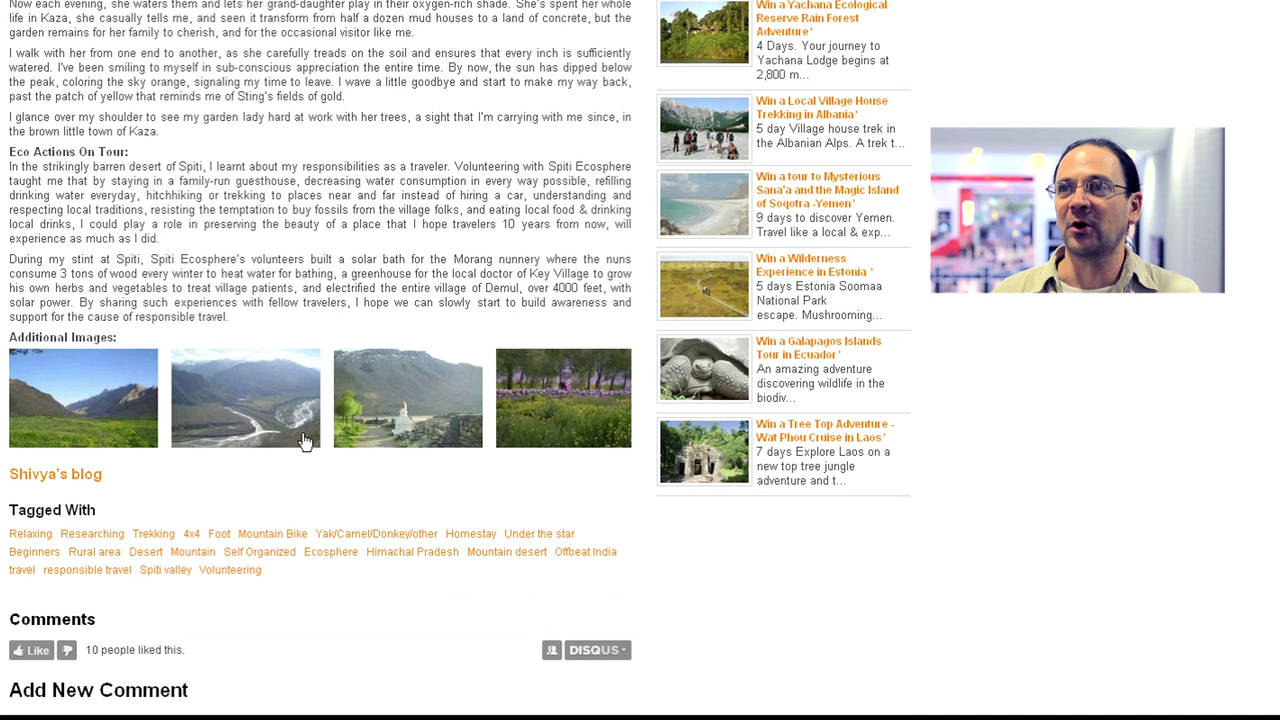 Now each evening, she waters them and lets her grand-daughter play in their oxygen-rich shade. She's spent her whole
life in Kaza, she casually tells me, and seen it transform from half a dozen mud houses to a land of concrete, but the
garden remains for her family to cherish, and for the occasional visitor like me.
I walk with her from one end to another, as she carefully treads on the soil and ensures that every inch is sufficiently
watered. I've been smiling to myself in sub-conscious appreciation the entire time. By now, the sun has dipped below
the peak, coloring the sky orange, signaling my time to leave. I wave a little goodbye and start to make my way back,
past the patch of yellow that reminds me of Sting's fields of gold.
I glance over my shoulder to see my garden lady hard at work with her trees, a sight that I'm carrying with me since, in
the brown little town of Kaza.
Eco Actions On Tour:
In the strikingly barren desert of Spiti, I learnt about my responsibilities as a traveler. Volunteering with Spiti Ecosphere
taught me that by staying in a family-run guesthouse, decreasing water consumption in every way possible, refilling
drinking water everyday, hitchhiking or trekking to places near and far instead of hiring a car, understanding and
respecting local traditions, resisting the temptation to buy fossils from the village folks, and eating local food & drinking
local drinks, I could play a role in preserving the beauty of a place that I hope travelers 10 years from now, will
experience as much as I did.
During my stint at Spiti, Spiti Ecosphere's volunteers built a solar bath for the Morang nunnery where the nuns
consume 3 tons of wood every winter to heat water for bathing, a greenhouse for the local doctor of Key Village to grow
his own herbs and vegetables to treat village patients, and electrified the entire village of Demul, over 4000 feet, with
solar power. By sharing such experiences with fellow travelers, I hope we can slowly start to build awareness and
support for the cause of responsible travel.
Additional Images:
Shivya's blog
Tagged With
Relaxing Researching Trekking 4x4 Foot Mountain Bike Yak/Camel/Donkey/other Homestay Under the star
Beginners Rural area Desert Mountain Self Organized Ecosphere Himachal Pradesh Mountain desert Offbeat India
travel responsible travel Spiti valley Volunteering
Comments
Like 10 people liked this. DISQUS
Add New Comment
Win a Yachana Ecological
Reserve Rain Forest
Adventure'
4 Days. Your journey to
Yachana Lodge begins at
2,800 m...
Win a Local Village House
Trekking in Albania'
5 day Village house trek in
the Albanian Alps. A trek t...
Win a tour to Mysterious
Sana'a and the Magic Island
of Soqotra -Yemen'
9 days to discover Yemen.
Travel like a local & exp...
Win a Wilderness
Experience in Estonia '
5 days Estonia Soomaa
National Park
escape. Mushrooming...
Win a Galapagos Islands
Tour in Ecuador'
An amazing adventure
discovering wildlife in the
biodiv...
Win a Tree Top Adventure -
Wat Phou Cruise in Laos'
7 days Explore Laos on a
new top tree jungle
adventure and t...